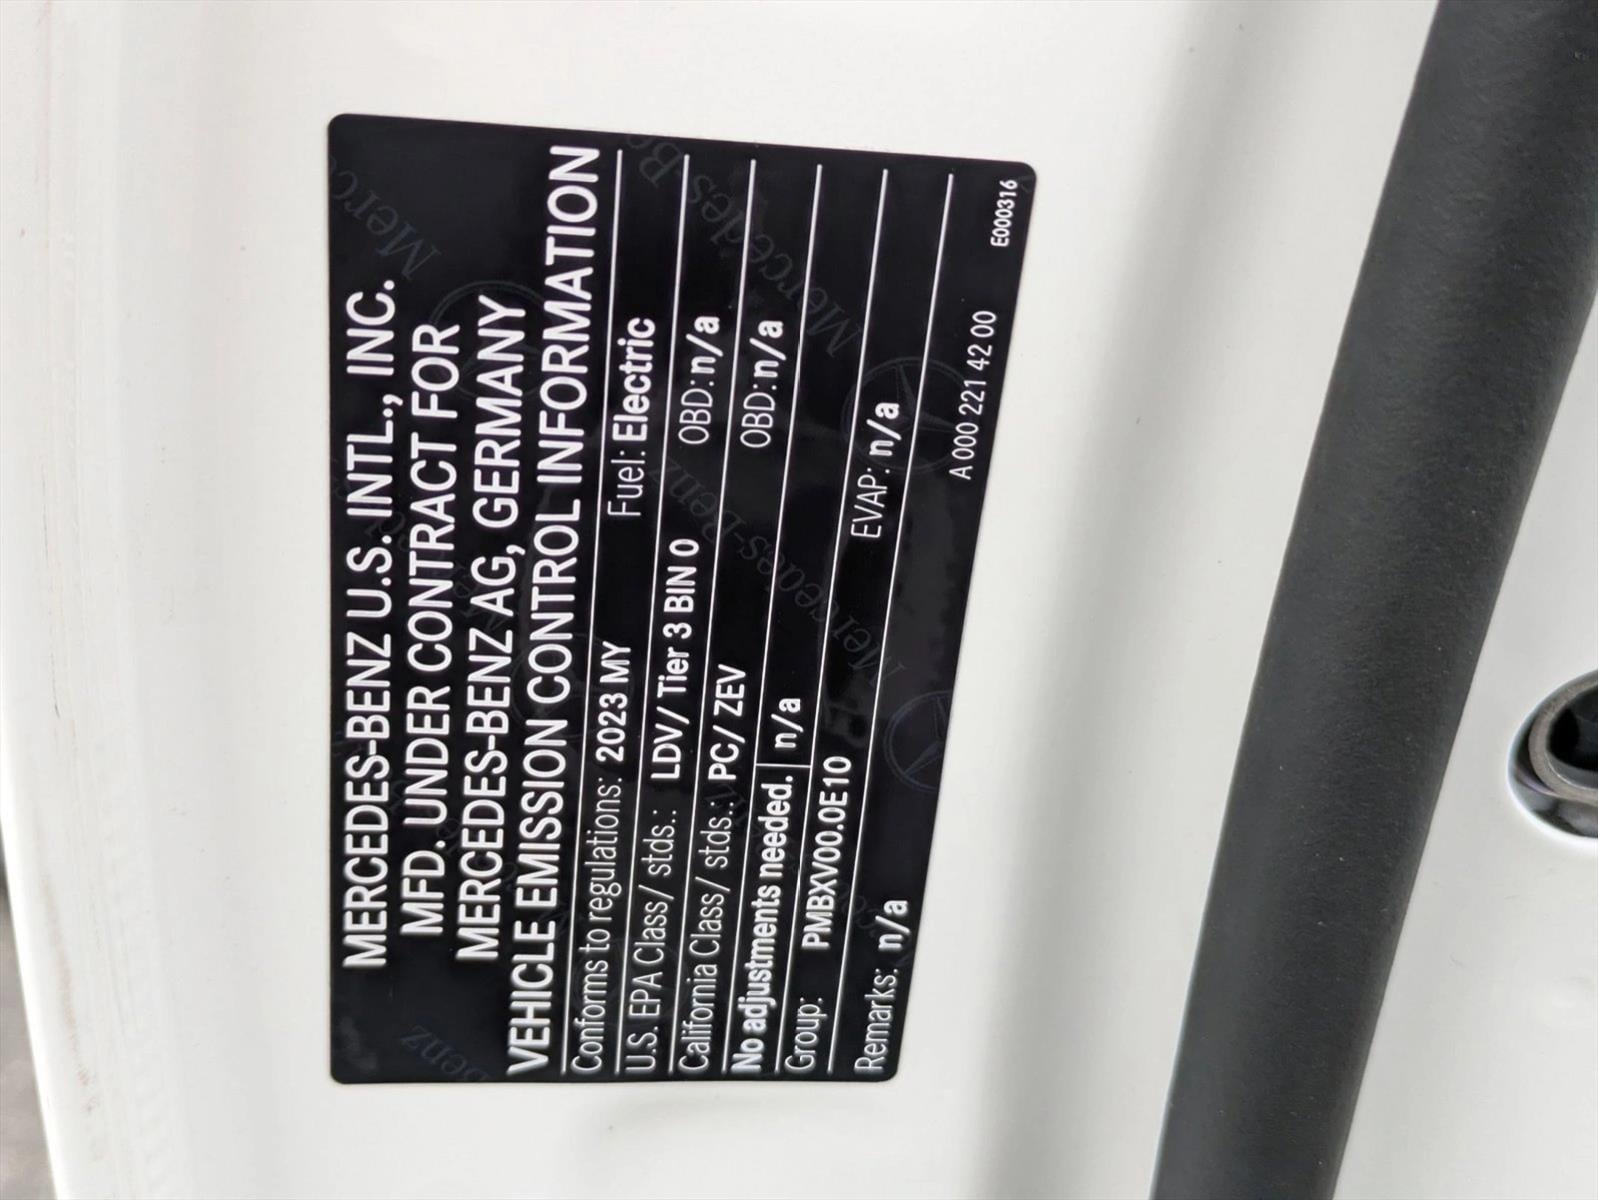 MERCEDES-BENZ U.S. INTL., INC.
MFD. UNDER CONTRACT FOR
MERCEDES-BENZ AG, GERMANY
VEHICLE EMISSION CONTROL INFORMATION
Conforms to regulations: 2023 MY Fuel: Electric
U.S. EPA Class/ stds.: LDV/ Tier 3 BIN 0 OBD: n/a
California Class/ stds.: PC/ ZEV OBD: n/a
No adjustments needed. n/a
Group: PMBXV00.0E10 EVAP: n/a
Remarks: n/a
A 000 221 42 00 E000316